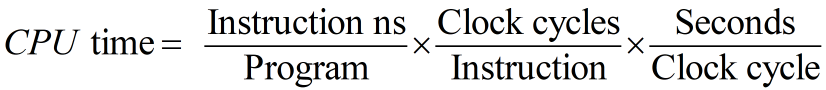 CPU time = Instruction ns / Program × Clock cycles / Instruction × Seconds / Clock cycle